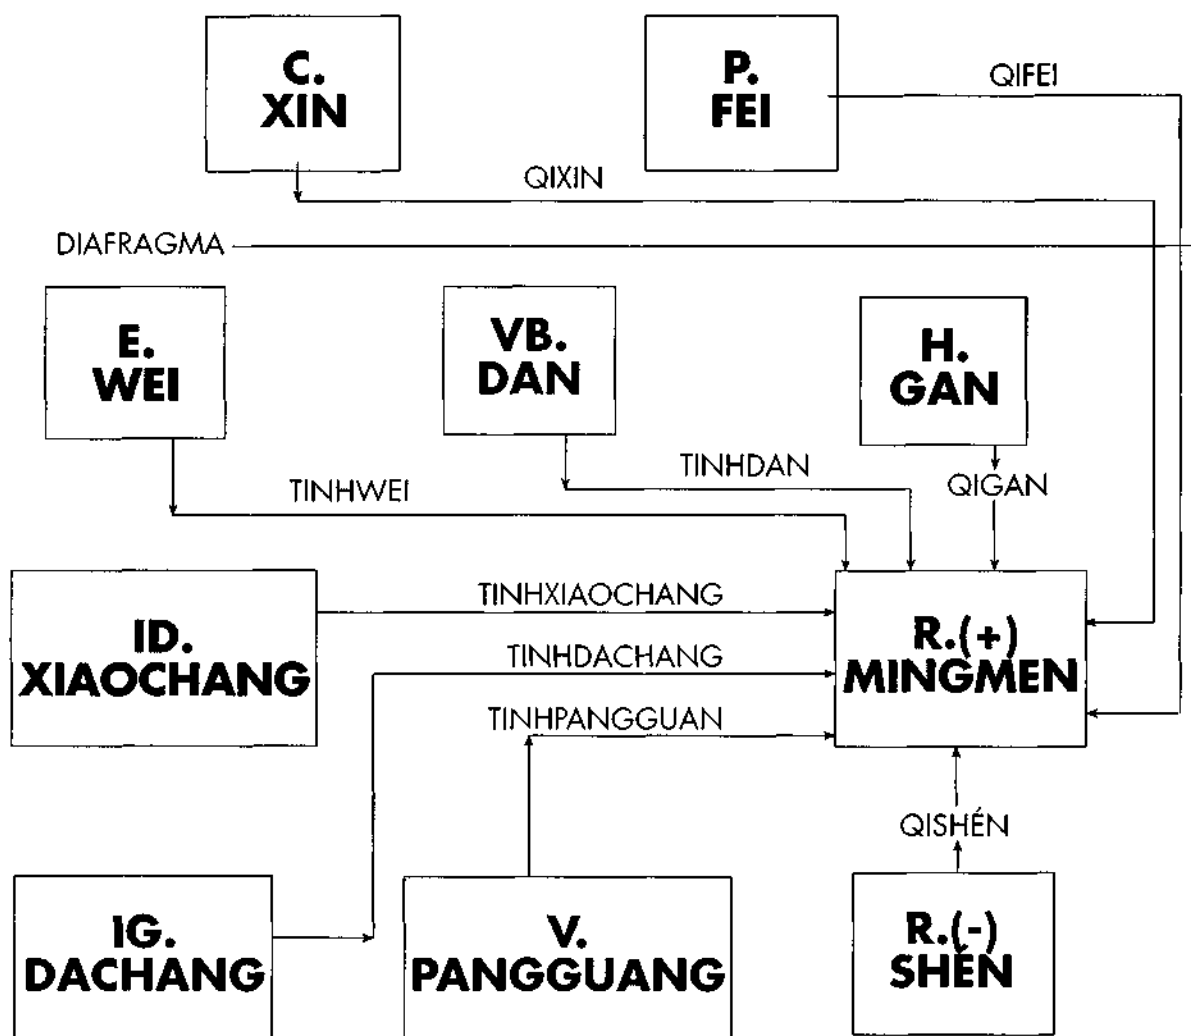 C.
XIN
P.
FEI
QIFEI
QIXIN
DIAFRAGMA
E.
WEI
VB.
DAN
H.
GAN
TINHWEI
TINHDAN
QIGAN
ID.
XIAOCHANG
TINHXIAOCHANG
TINHDACHANG
TINHPANGGUAN
R.(+)
MINGMEN
QISHÉN
IG.
DACHANG
V.
PANGGUANG
R.(-)
SHÉN